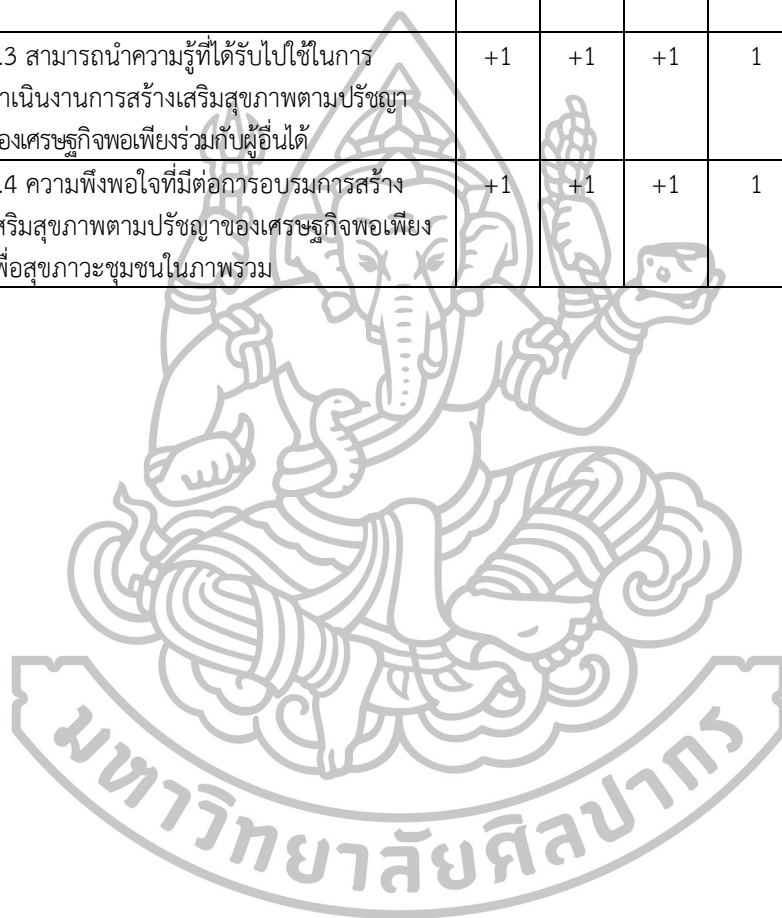 .3 สามารถนำความรู้ที่ได้รับไปใช้ในการ +1 +1 +1 1
ำเนินงานการสร้างเสริมสุขภาพตามปรัชญา
องเศรษฐกิจพอเพียงร่วมกับผู้อื่นได้
.4 ความพึงพอใจที่มีต่อการอบรมการสร้าง +1 +1 +1 1
สริมสุขภาพตามปรัชญาของเศรษฐกิจพอเพียง
พื่อสุขภาวะชุมชนในภาพรวม
มหาวิทยาลัยศิลปากร